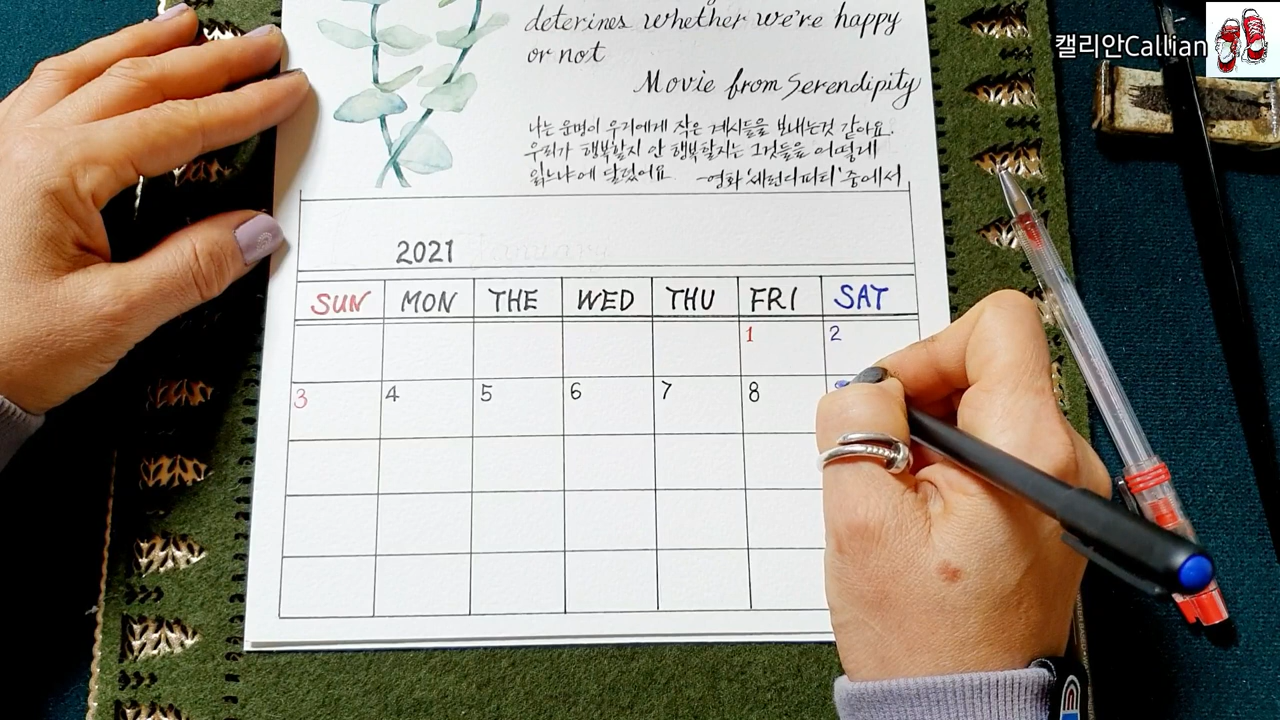 deterines whether we're happy
or not
Movie from Serendipity
나는 운명이 우리에게 작은 계시들을 보내는것 같아요.
우리가 행복할지 안 행복할지는 그것들을 어떻게
읽느냐에 달렸어요 -영화 '세런디피티' 중에서
캘리안Callian
2021 January
SUN MON THE WED THU FRI SAT
1 2
3 4 5 6 7 8